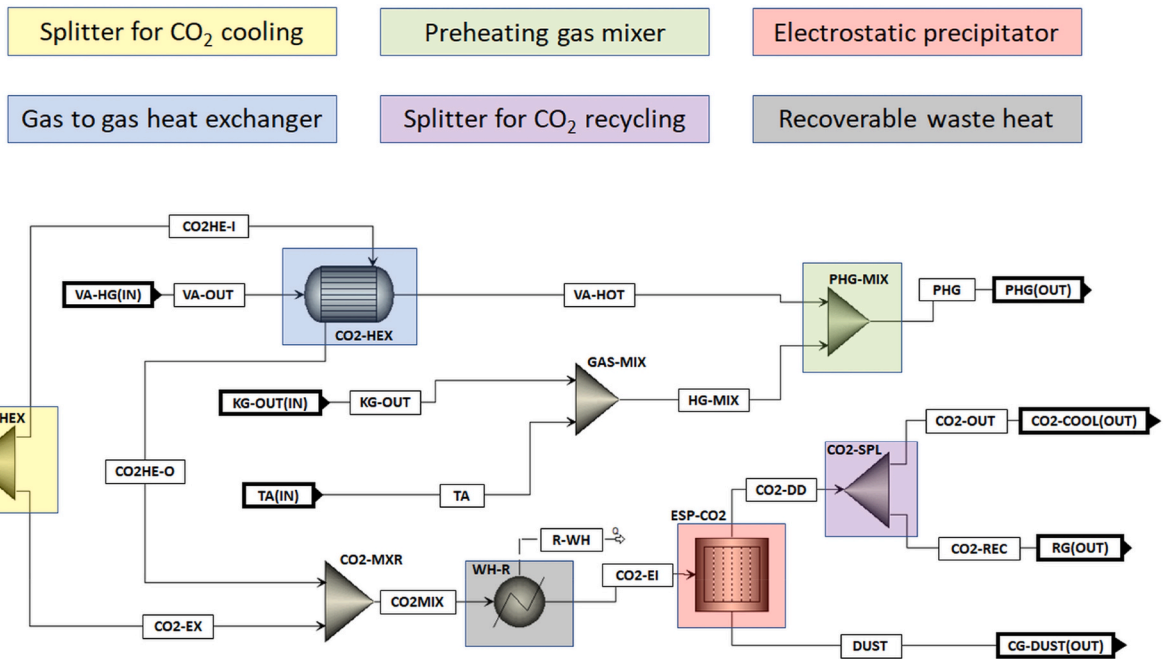 Splitter for CO₂ cooling
Preheating gas mixer
Electrostatic precipitator
Gas to gas heat exchanger
Splitter for CO₂ recycling
Recoverable waste heat
CO2HE-I
VA-HG(IN)
VA-OUT
CO2-HEX
VA-HOT
PHG-MIX
PHG
PHG(OUT)
GAS-MIX
KG-OUT(IN)
KG-OUT
HG-MIX
HEX
CO2-OUT
CO2-COOL(OUT)
CO2HE-O
TA(IN)
TA
CO2-SPL
CO2-DD
ESP-CO2
R-WH
Q
CO2-REC
RG(OUT)
CO2-MXR
WH-R
CO2-EI
CO2MIX
CO2-EX
DUST
CG-DUST(OUT)